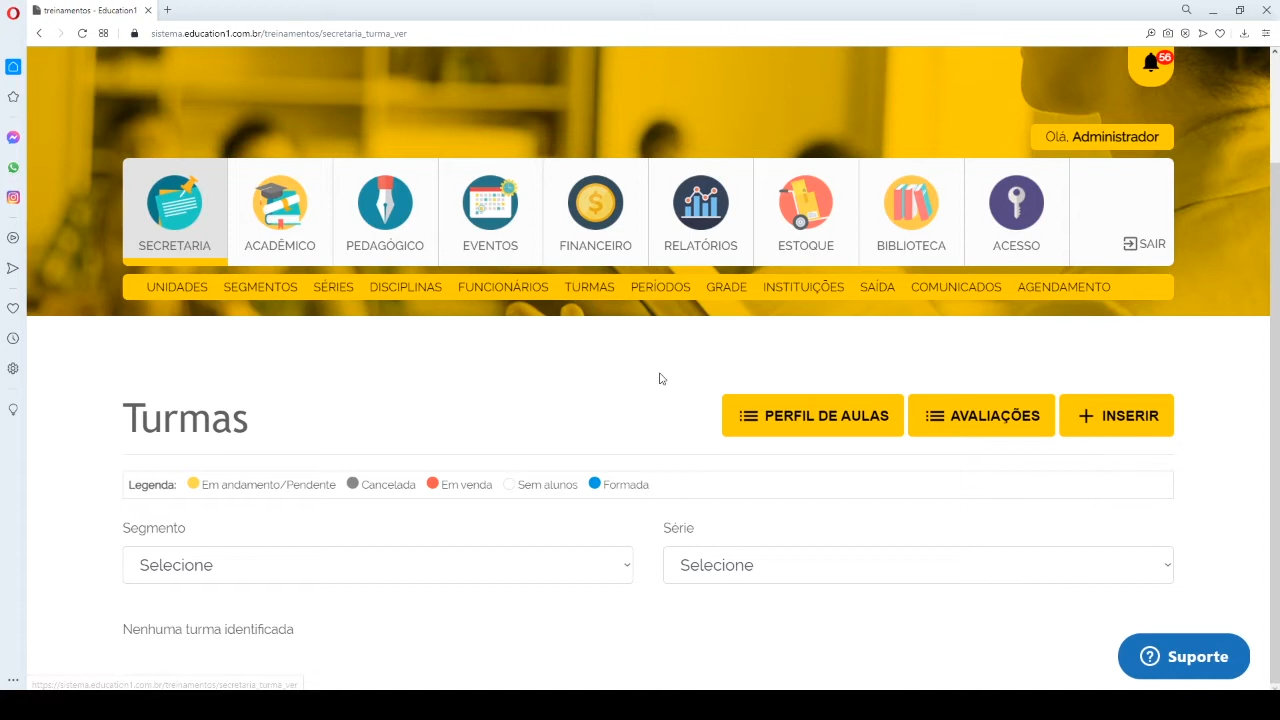 treinamentos - Education1
sistema.education1.com.br/treinamentos/secretaria_turma_ver
56
Olá, Administrador
SECRETARIA ACADÊMICO PEDAGÓGICO EVENTOS FINANCEIRO RELATÓRIOS ESTOQUE BIBLIOTECA ACESSO SAIR
UNIDADES SEGMENTOS SÉRIES DISCIPLINAS FUNCIONÁRIOS TURMAS PERÍODOS GRADE INSTITUIÇÕES SAÍDA COMUNICADOS AGENDAMENTO
Turmas PERFIL DE AULAS AVALIAÇÕES INSERIR
Legenda: Em andamento/Pendente Cancelada Em venda Sem alunos Formada
Segmento Série
Selecione Selecione
Nenhuma turma identificada
Suporte
https://sistema.education1.com.br/treinamentos/secretaria_turma_ver